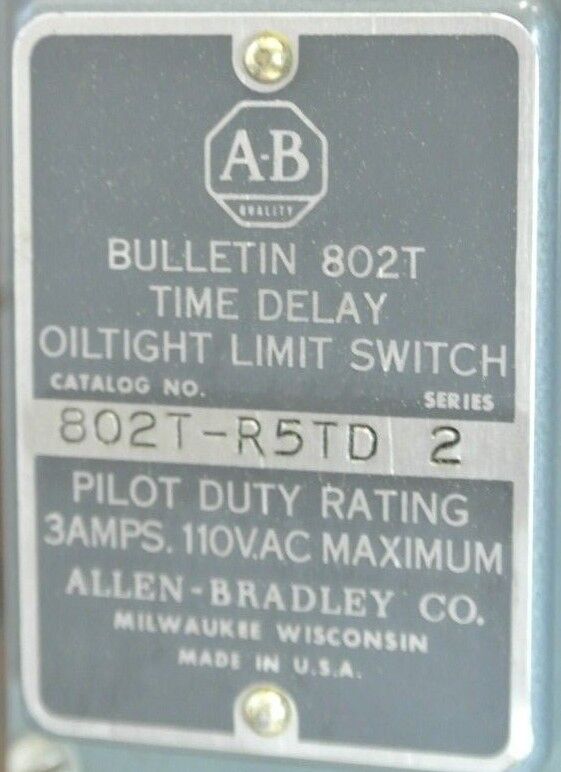 A-B
QUALITY
BULLETIN 802T
TIME DELAY
OILTIGHT LIMIT SWITCH
CATALOG NO. SERIES
802T-R5TD 2
PILOT DUTY RATING
3AMPS. 110V.AC MAXIMUM
ALLEN-BRADLEY CO.
MILWAUKEE WISCONSIN
MADE IN U.S.A.